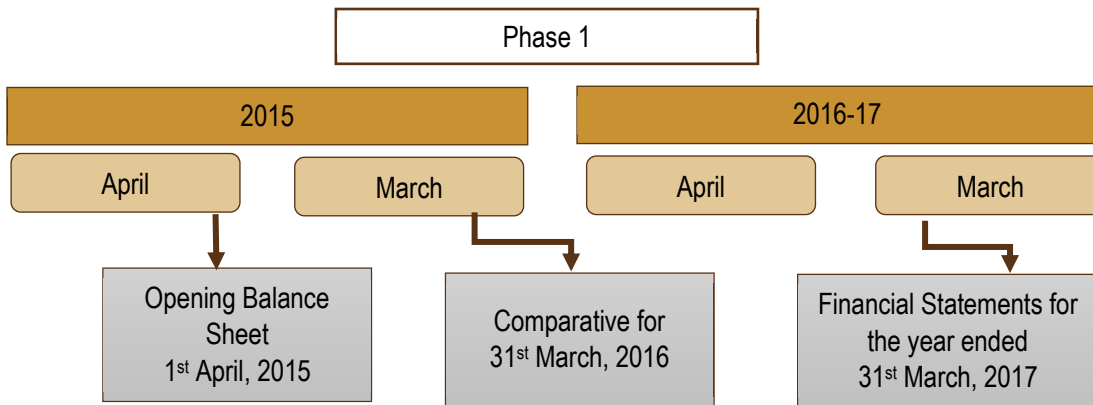 Phase 1
2015
2016-17
April
March
April
March
Opening Balance
Sheet
1st April, 2015
Comparative for
31st March, 2016
Financial Statements for
the year ended
31st March, 2017